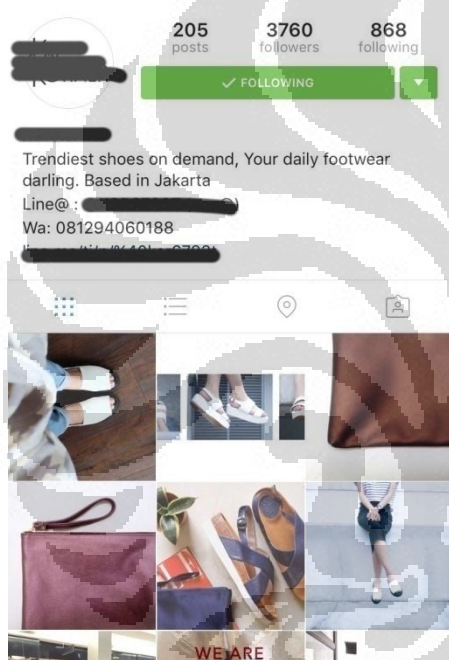 205 3760 868
posts followers following
FOLLOWING
Trendiest shoes on demand, Your daily footwear
darling. Based in Jakarta
Line@ :
Wa: 081294060188
WE ARE